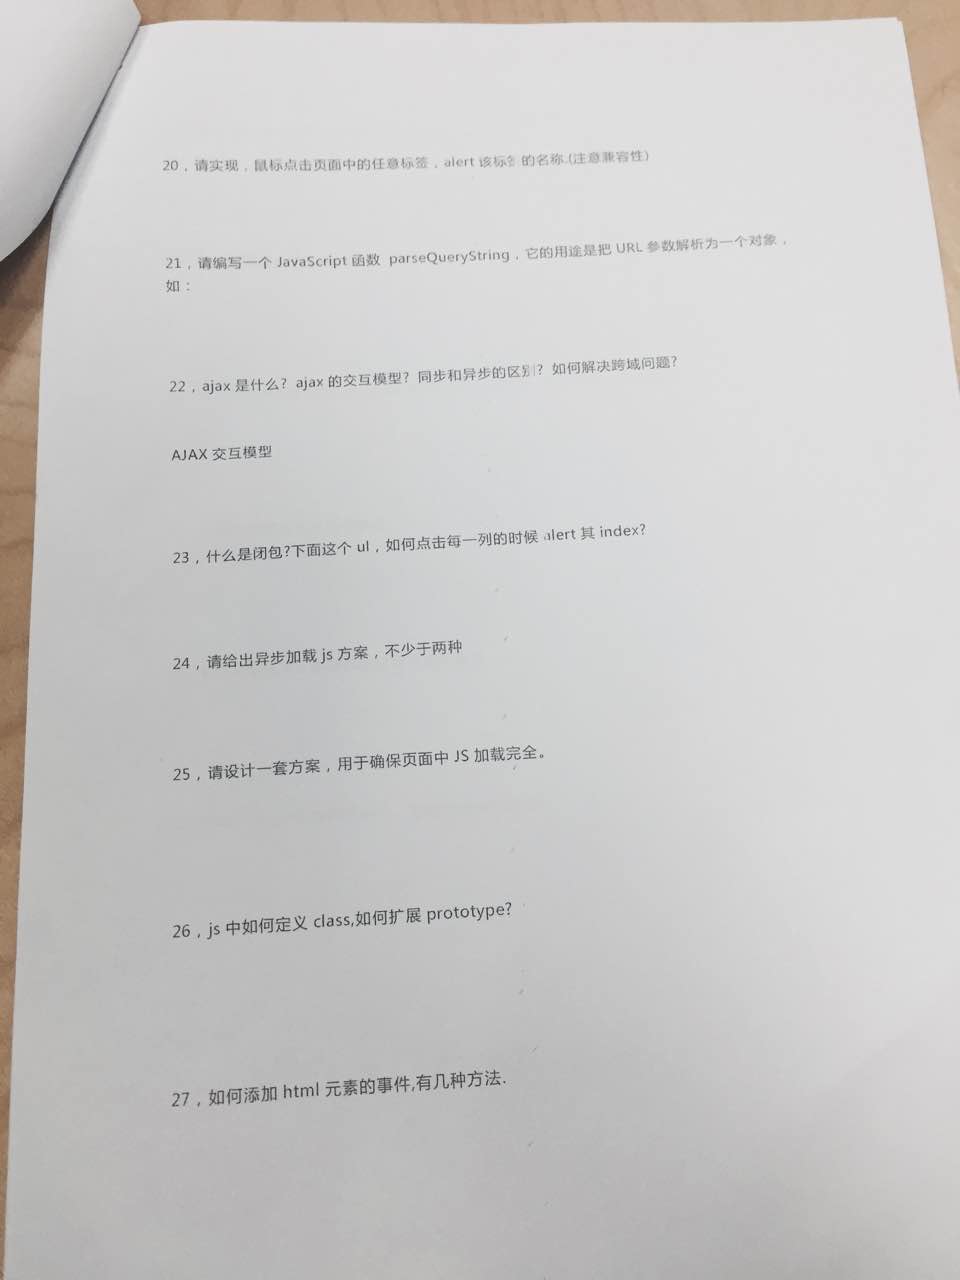 20，请实现，鼠标点击页面中的任意标签，alert 该标签的名称.(注意兼容性)
21，请编写一个 JavaScript 函数 parseQueryString，它的用途是把 URL 参数解析为一个对象，
如：
22，ajax 是什么? ajax 的交互模型? 同步和异步的区别? 如何解决跨域问题?
AJAX 交互模型
23，什么是闭包?下面这个 ul，如何点击每一列的时候 alert 其 index?
24，请给出异步加载 js 方案，不少于两种
25，请设计一套方案，用于确保页面中 JS 加载完全。
26，js 中如何定义 class,如何扩展 prototype?
27，如何添加 html 元素的事件,有几种方法.